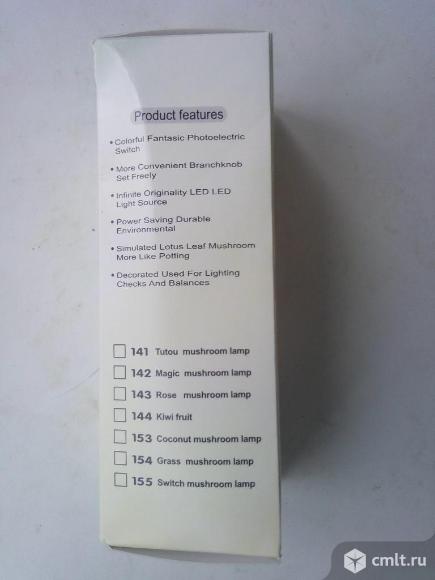 Product features
• Colorful Fantasic Photoelectric
Switch
• More Convenient Branchknob
Set Freely
• Infinite Originality LED LED
Light Source
• Power Saving Durable
Environmental
• Simulated Lotus Leaf Mushroom
More Like Potting
• Decorated Used For Lighting
Checks And Balances
141 Tutou mushroom lamp
142 Magic mushroom lamp
143 Rose mushroom lamp
144 Kiwi fruit
153 Coconut mushroom lamp
154 Grass mushroom lamp
155 Switch mushroom lamp
cmlt.ru